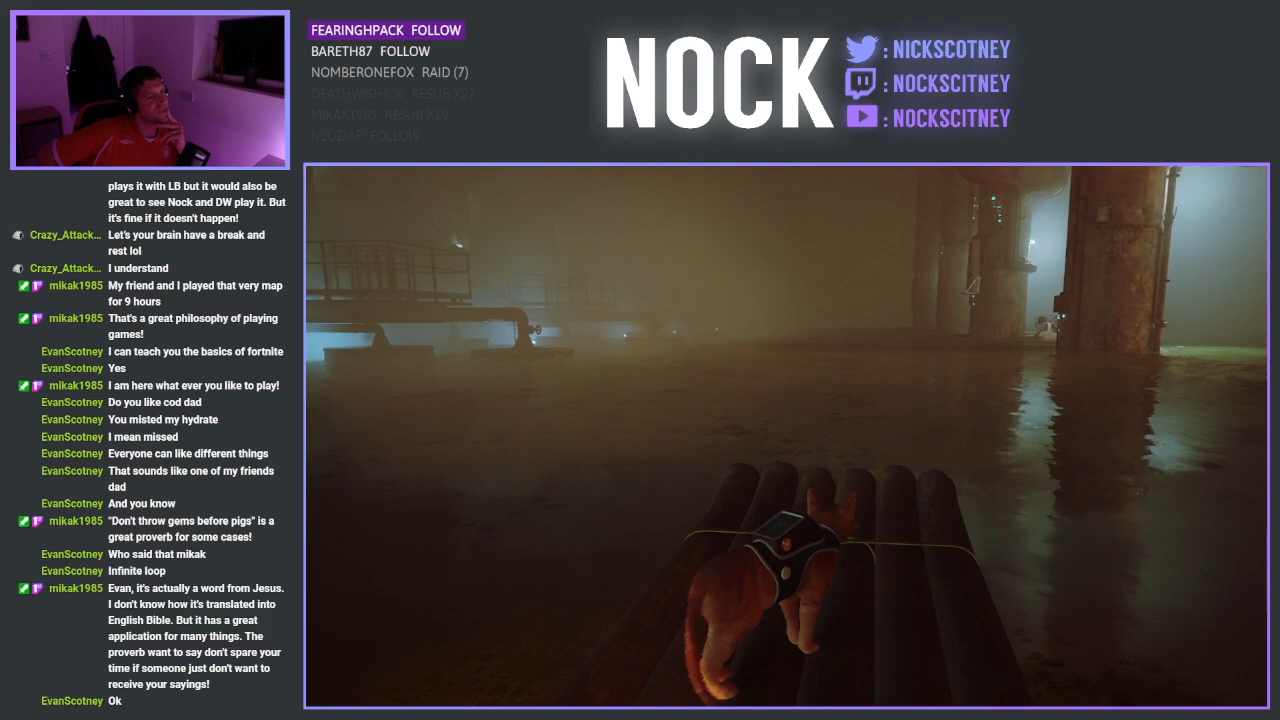 FEARINGHPACK FOLLOW
BARETH87 FOLLOW
NOMBERONEFOX RAID (7)
DEATHWISH808 RESUB X27
MIKAK1985 RESUB X19
NLUZIAF FOLLOW
NOCK
: NICKSCOTNEY
: NOCKSCITNEY
: NOCKSCITNEY
plays it with LB but it would also be
great to see Nock and DW play it. But
it's fine if it doesn't happen!
Crazy_Attack... Let's your brain have a break and
rest lol
Crazy_Attack... I understand
mikak1985 My friend and I played that very map
for 9 hours
mikak1985 That's a great philosophy of playing
games!
EvanScotney I can teach you the basics of fortnite
EvanScotney Yes
mikak1985 I am here what ever you like to play!
EvanScotney Do you like cod dad
EvanScotney You misted my hydrate
EvanScotney I mean missed
EvanScotney Everyone can like different things
EvanScotney That sounds like one of my friends
dad
EvanScotney And you know
mikak1985 "Don't throw gems before pigs" is a
great proverb for some cases!
EvanScotney Who said that mikak
EvanScotney Infinite loop
mikak1985 Evan, it's actually a word from Jesus.
I don't know how it's translated into
English Bible. But it has a great
application for many things. The
proverb want to say don't spare your
time if someone just don't want to
receive your sayings!
EvanScotney Ok